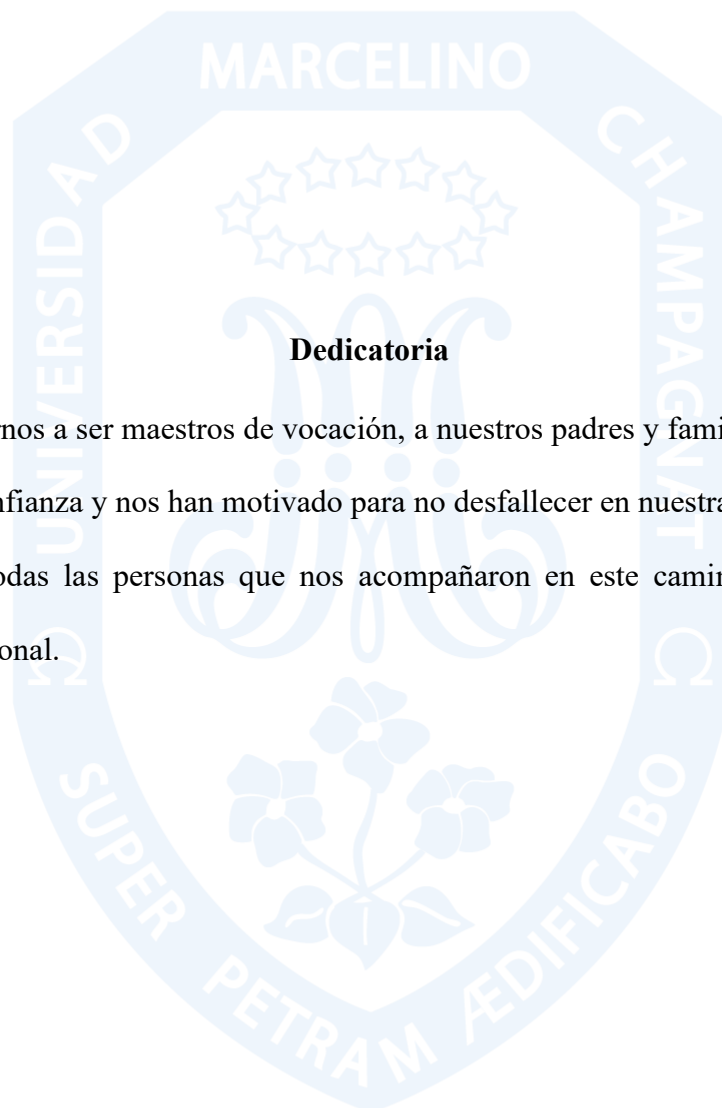 MARCELINO
UNIVERSIDAD
CHAMPAGNAT
Dedicatoria
rnos a ser maestros de vocación, a nuestros padres y fami
nfianza y nos han motivado para no desfallecer en nuestra
odas las personas que nos acompañaron en este camin
onal.
SUPER PETRAM ÆDIFICABO